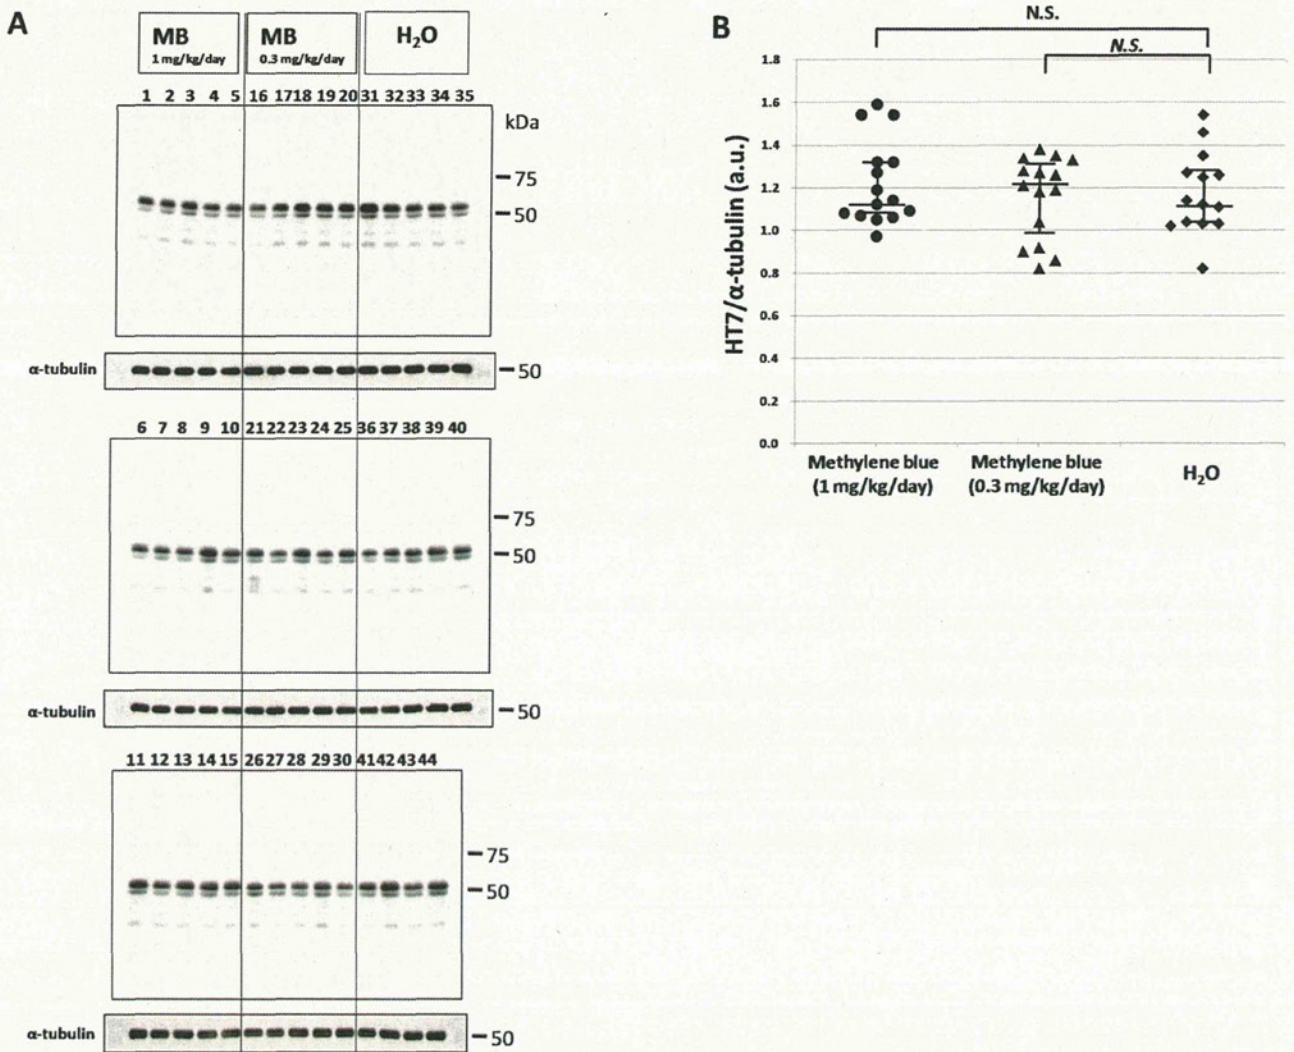 A
MB
1 mg/kg/day
MB
0.3 mg/kg/day
H₂O
1 2 3 4 5 16 17 18 19 20 31 32 33 34 35
kDa
75
50
α-tubulin
50
6 7 8 9 10 21 22 23 24 25 36 37 38 39 40
75
50
α-tubulin
50
11 12 13 14 15 26 27 28 29 30 41 42 43 44
75
50
α-tubulin
50
B
N.S.
N.S.
HT7/α-tubulin (a.u.)
1.8
1.6
1.4
1.2
1.0
0.8
0.6
0.4
0.2
0.0
Methylene blue
(1 mg/kg/day)
Methylene blue
(0.3 mg/kg/day)
H₂O